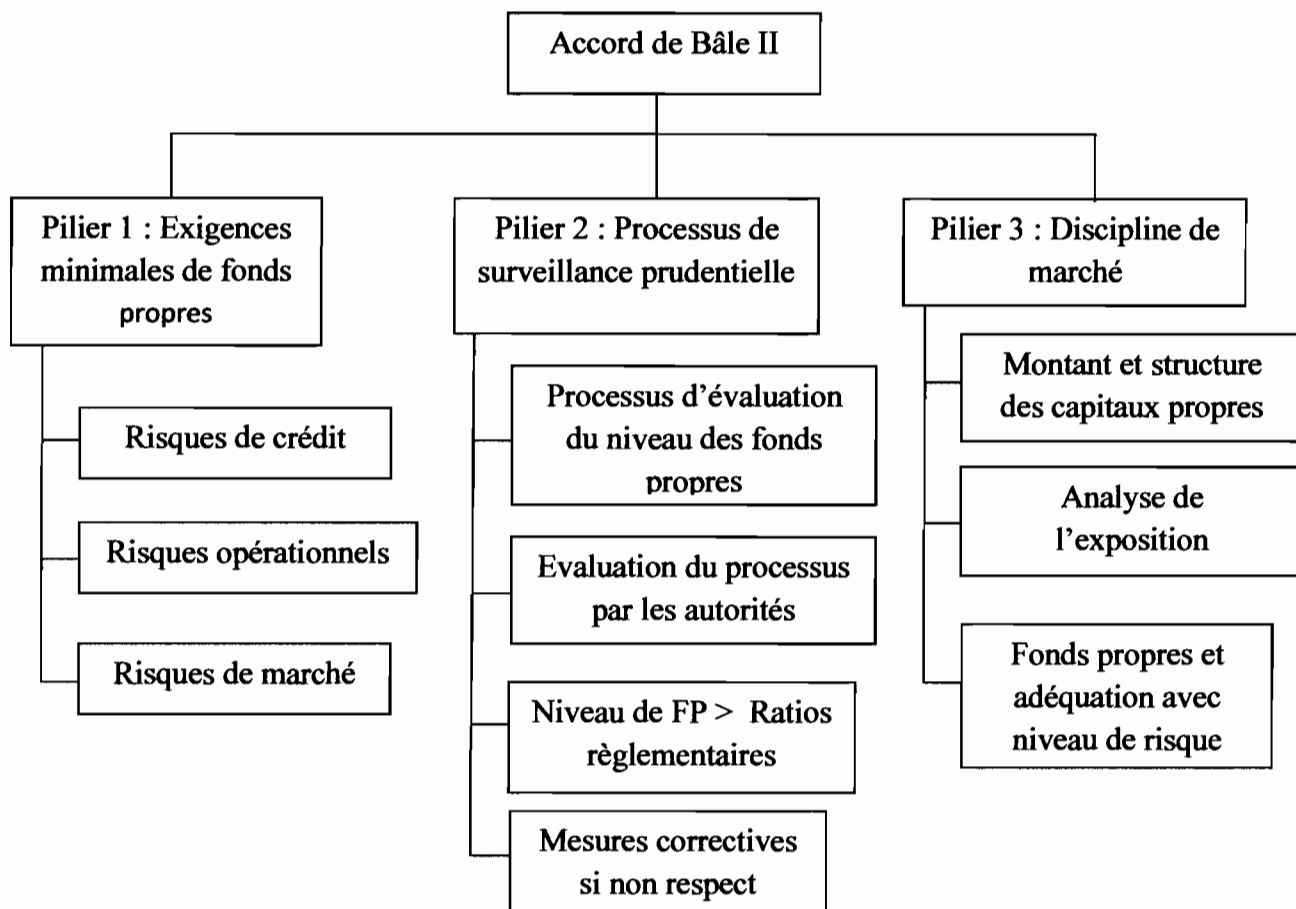 Accord de Bâle II
Pilier 1 : Exigences
minimales de fonds
propres
Risques de crédit
Risques opérationnels
Risques de marché
Pilier 2 : Processus de
surveillance prudentielle
Processus d'évaluation
du niveau des fonds
propres
Evaluation du processus
par les autorités
Niveau de FP > Ratios
règlementaires
Mesures correctives
si non respect
Pilier 3 : Discipline de
marché
Montant et structure
des capitaux propres
Analyse de
l'exposition
Fonds propres et
adéquation avec
niveau de risque